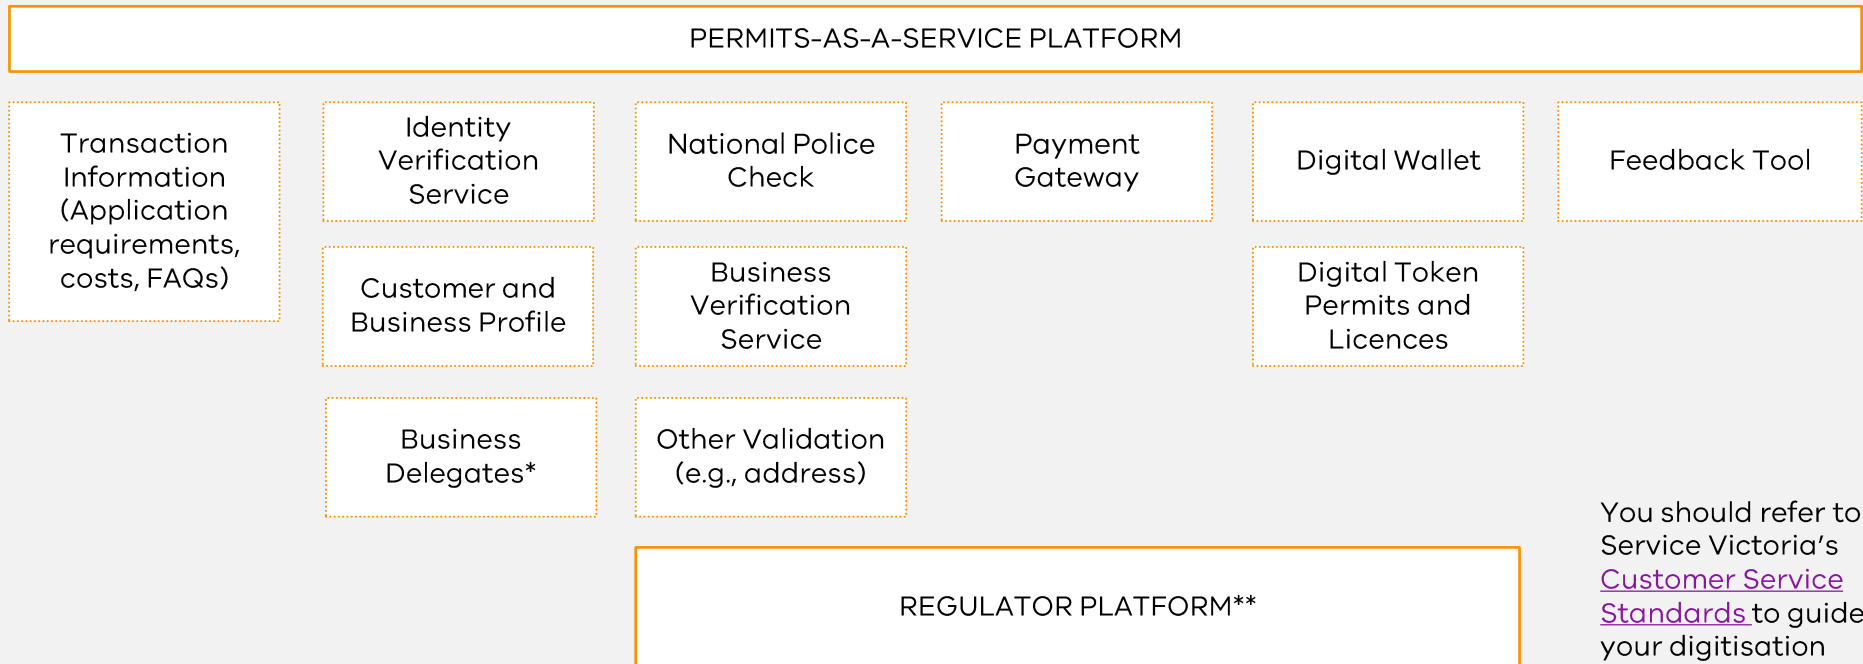 PERMITS-AS-A-SERVICE PLATFORM
Transaction
Information
(Application
requirements,
costs, FAQs)
Identity
Verification
Service
National Police
Check
Payment
Gateway
Digital Wallet
Feedback Tool
Customer and
Business Profile
Business
Verification
Service
Digital Token
Permits and
Licences
Business
Delegates*
Other Validation
(e.g., address)
REGULATOR PLATFORM**
You should refer to
Service Victoria’s
Customer Service
Standards to guide
your digitisation